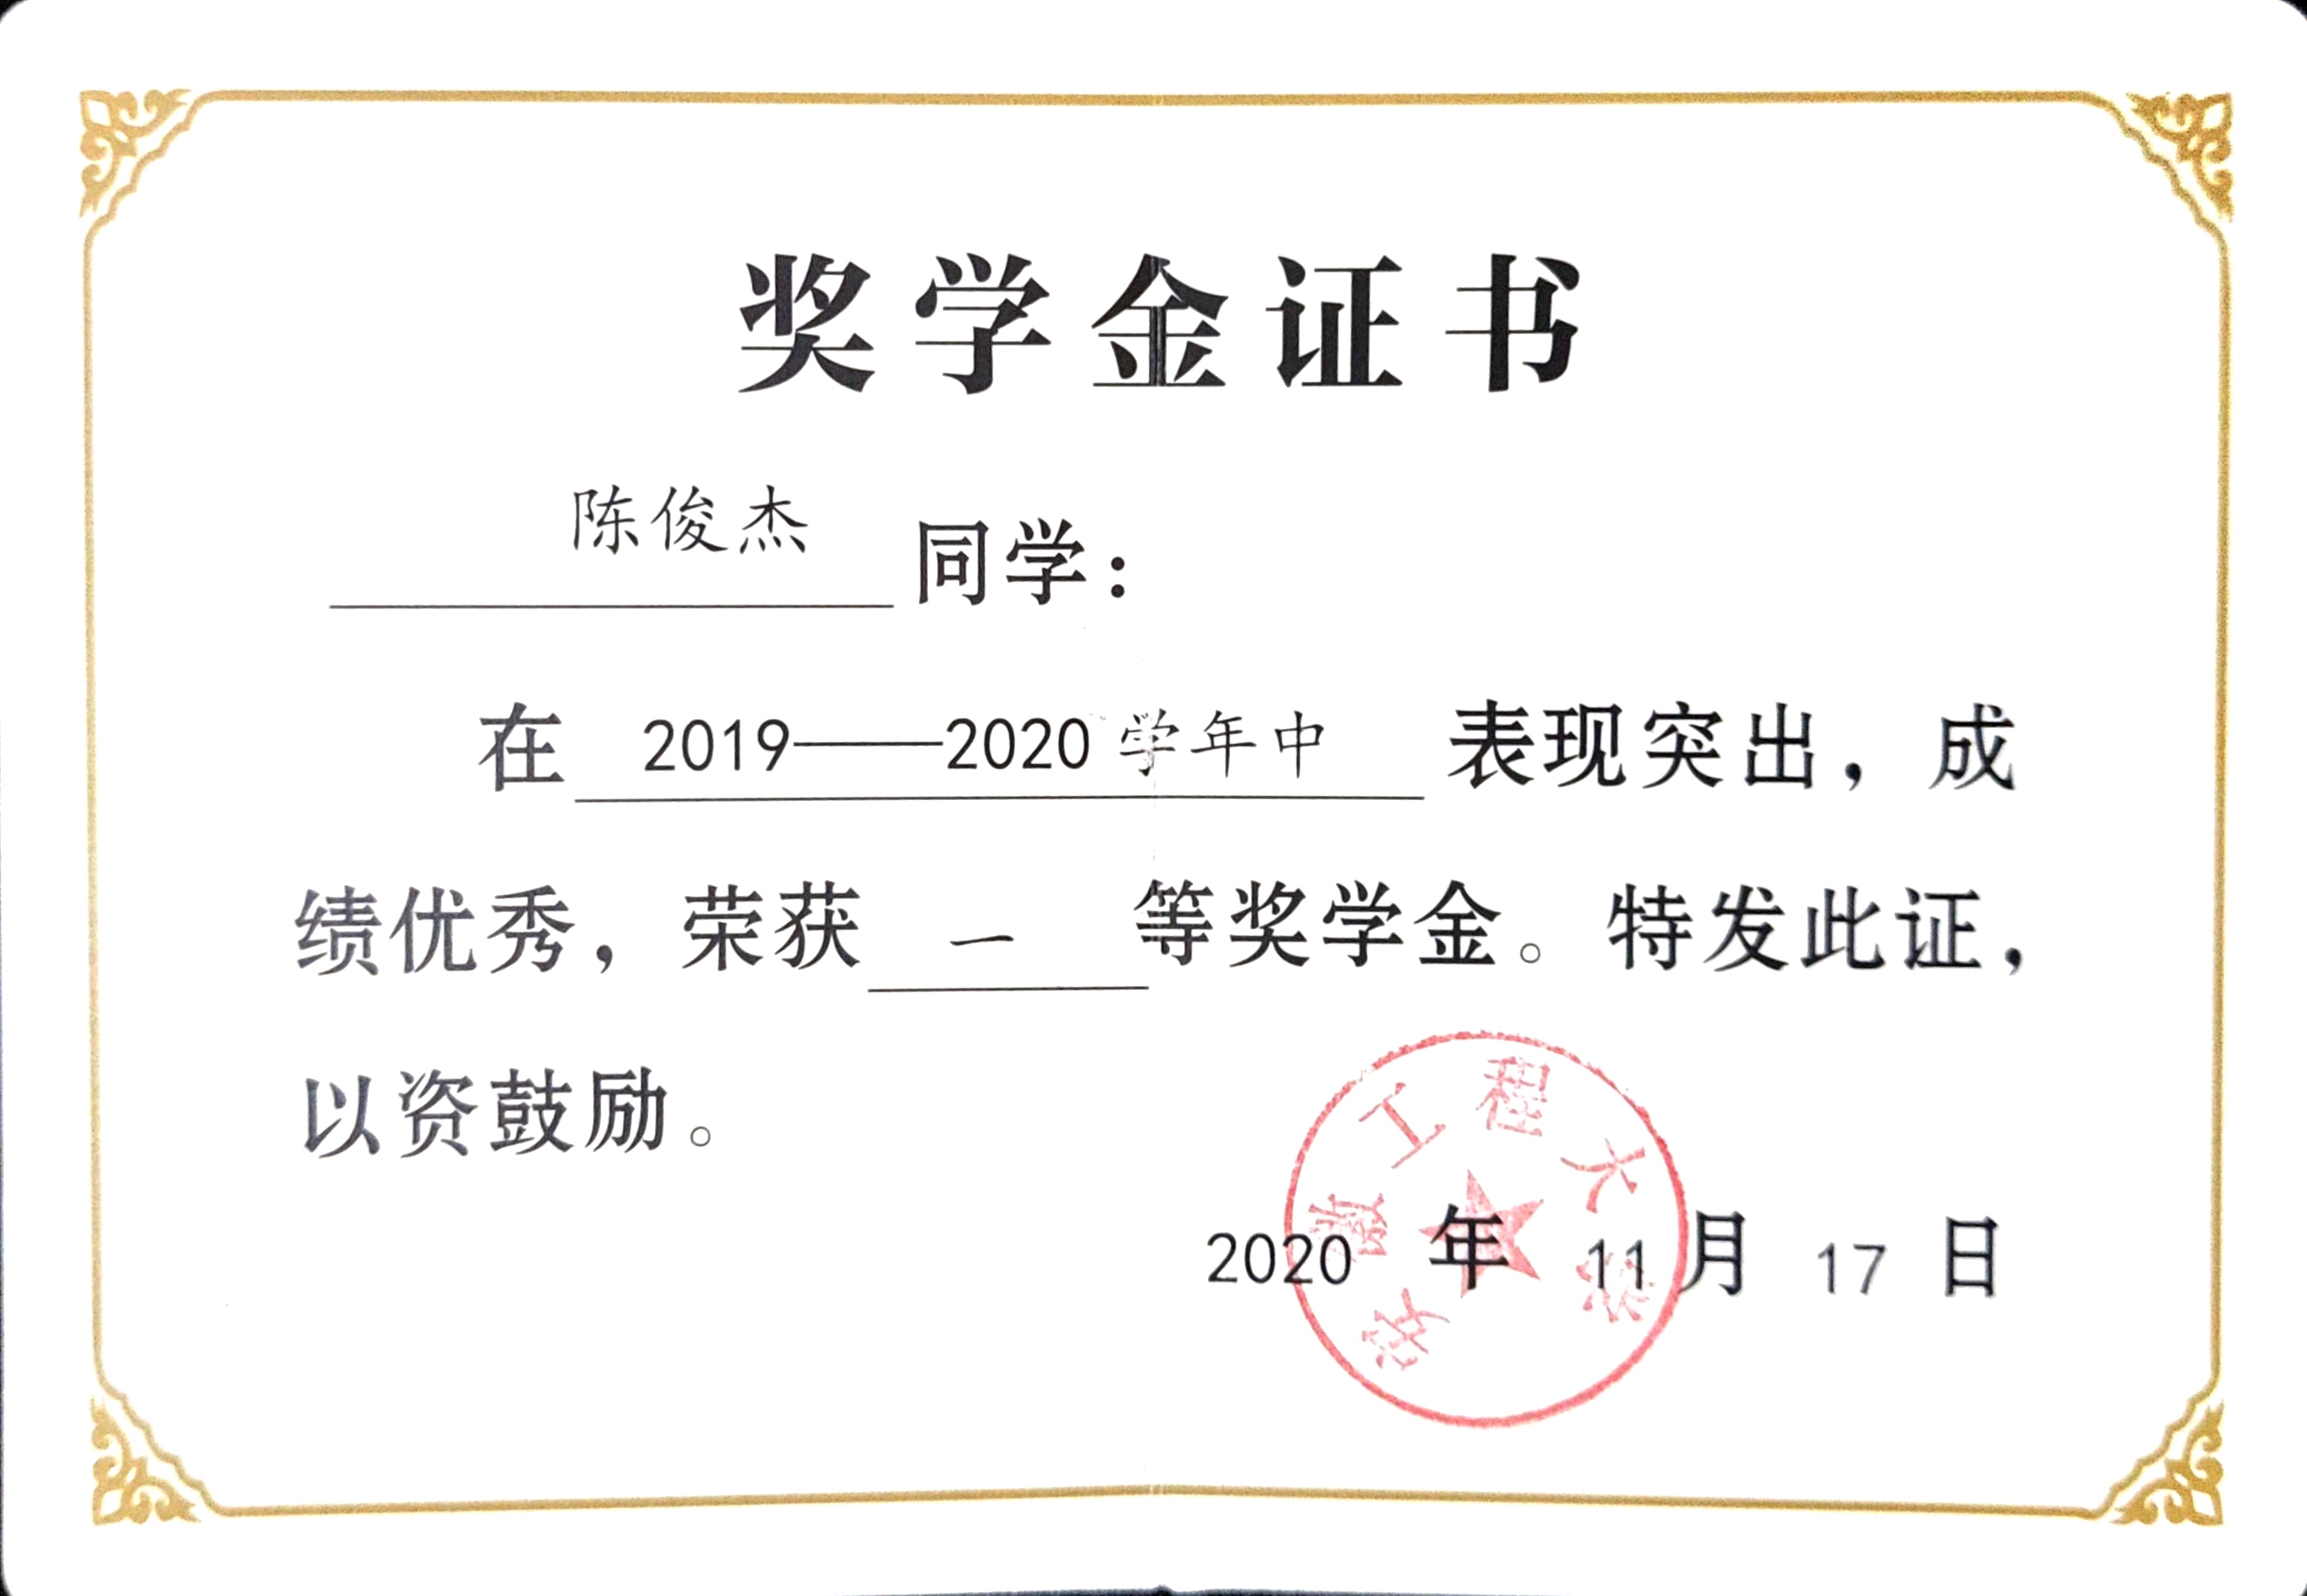 奖学金证书
陈俊杰 同学：
在 2019——2020 学年中 表现突出，成
绩优秀，荣获 一 等奖学金。特发此证，
以资鼓励。
安徽工程大学
2020 年 11 月 17 日